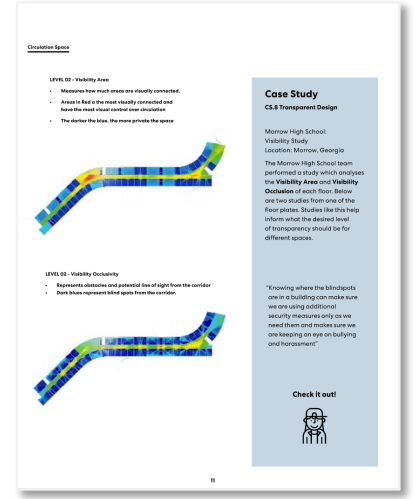 Circulation Space
LEVEL 02 - Visibility Area
• Measures how much areas are visually connected.
• Areas in Red a the most visually connected and
have the most visual control over circulation
• The darker the blue, the more private the space
LEVEL 02 - Visibility Occlusivity
• Represents obstacles and potential line of sight from the corridor
• Dark blues represent blind spots from the corridor.
Case Study
CS.8 Transparent Design
Morrow High School:
Visibility Study
Location: Morrow, Georgia
The Morrow High School team
performed a study which analyses
the Visibility Area and Visibility
Occlusion of each floor. Below
are two studies from one of the
floor plates. Studies like this help
inform what the desired level
of transparency should be for
different spaces.
"Knowing where the blindspots
are in a building can make sure
we are using additional
security measures only as we
need them and makes sure we
are keeping on eye on bullying
and harassment"
Check it out!
11